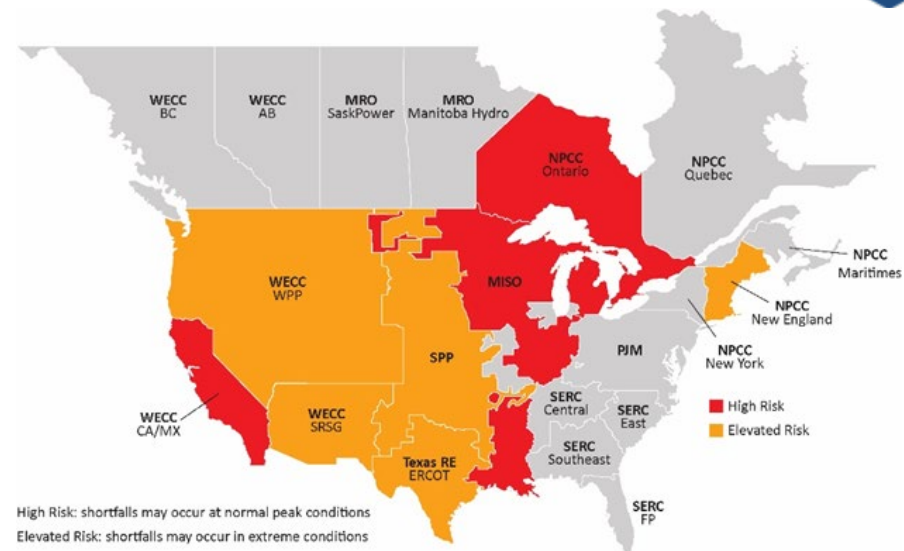 WECC
BC
WECC
AB
MRO
SaskPower
MRO
Manitoba Hydro
NPCC
Ontario
NPCC
Quebec
NPCC
Maritimes
WECC
WPP
MISO
NPCC
New England
SPP
PJM
NPCC
New York
WECC
CA/MX
WECC
SRSG
SERC
Central
SERC
East
High Risk
Elevated Risk
SERC
Southeast
Texas RE
ERCOT
SERC
FP
High Risk: shortfalls may occur at normal peak conditions
Elevated Risk: shortfalls may occur in extreme conditions